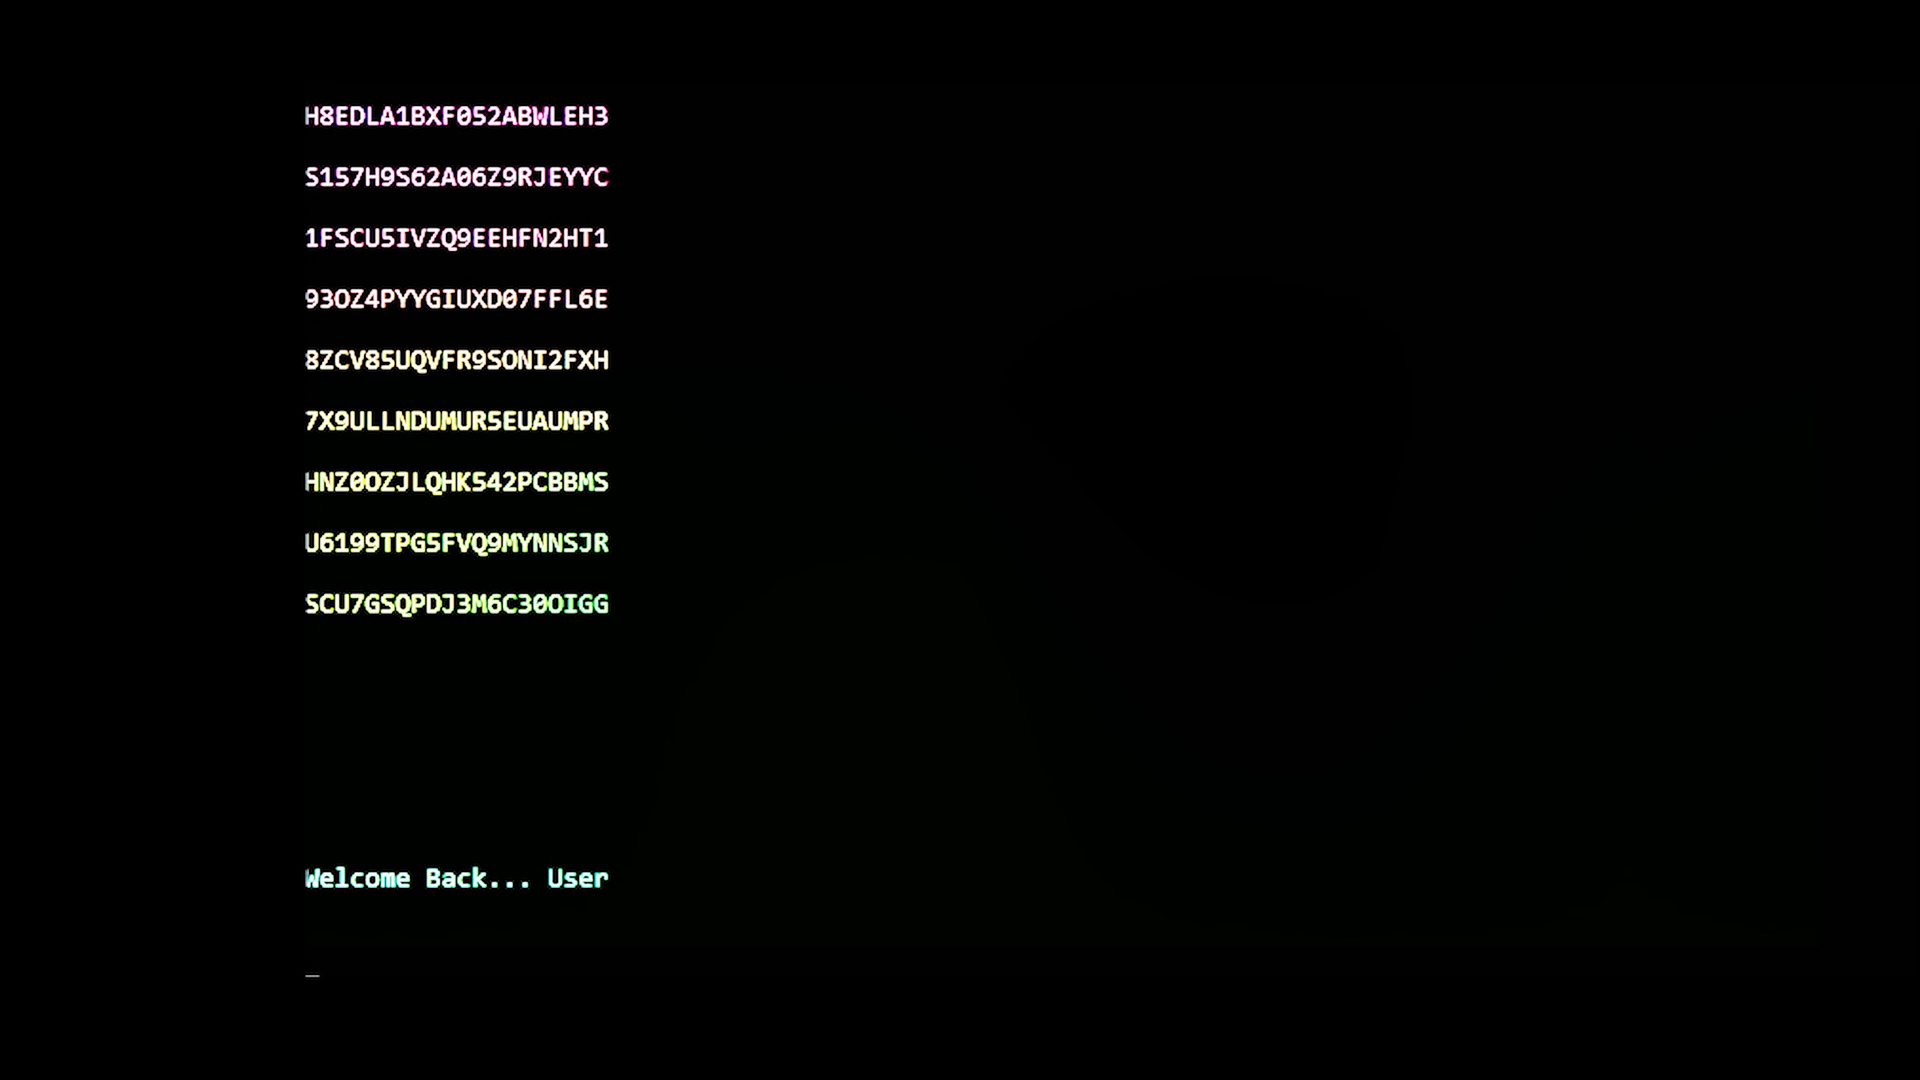 H8EDLA1BXF052ABWLEH3
S157H9S62A06Z9RJEYYC
1FSCU5IVZQ9EEHFN2HT1
93OZ4PYYGIUXD07FFL6E
8ZCV85UQVFR9SONI2FXH
7X9ULLNDUMUR5EUAUMPR
HNZ0OZJLQHK542PCBBMS
U6199TPG5FVQ9MYNNSJR
SCU7GSQPDJ3M6C30OIGG
Welcome Back... User
_